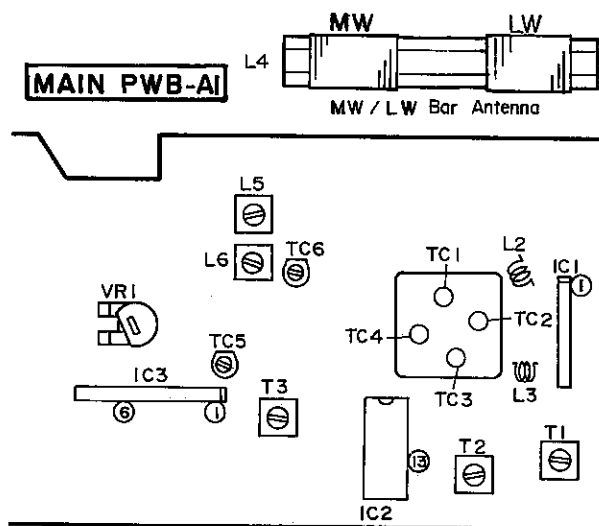 MW
LW
L4
MAIN PWB-A1
MW / LW Bar Antenna
L5
L6
TC6
TC1
L2
IC1
1
VR1
TC2
TC4
TC5
TC3
L3
IC3
6
1
T3
13
T2
T1
IC2